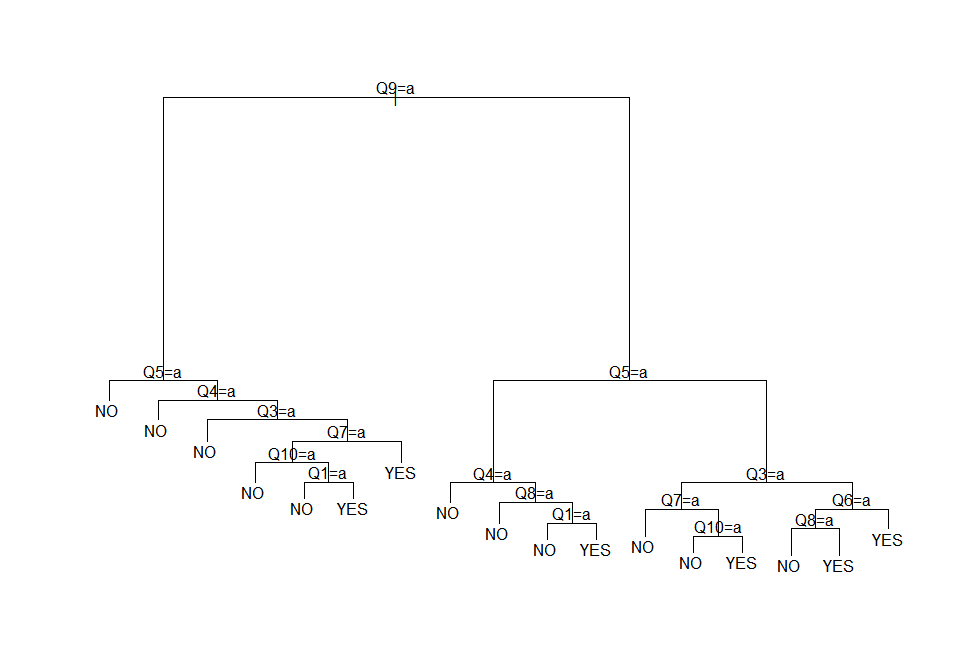 Q9=a
Q5=a
Q5=a
Q4=a
NO
Q3=a
NO
Q7=a
NO
Q10=a
Q1=a
YES
NO
NO
YES
Q4=a
Q3=a
Q8=a
NO
Q1=a
NO
NO
YES
Q7=a
Q6=a
Q10=a
NO
Q8=a
YES
NO
YES
NO
YES